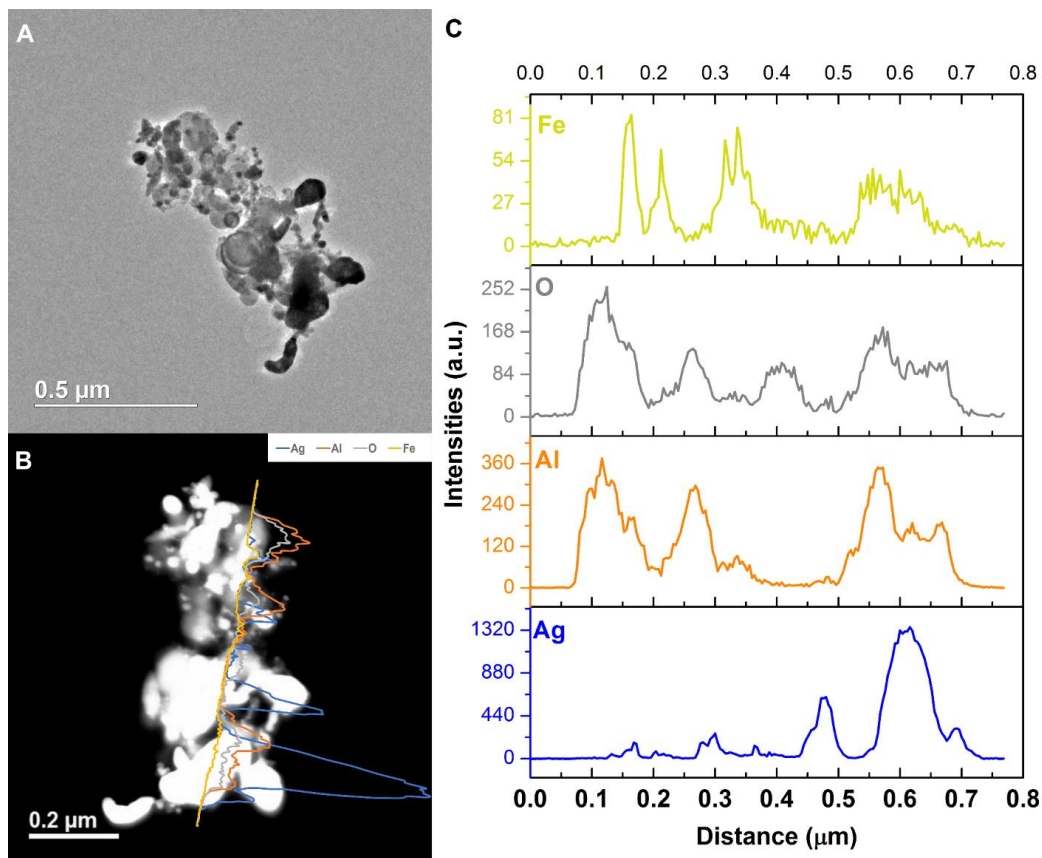 A
0.5 µm
B
Ag Al O Fe
0.2 µm
C
0.0 0.1 0.2 0.3 0.4 0.5 0.6 0.7 0.8
Fe
81
54
27
0
O
252
168
84
0
Al
360
240
120
0
Ag
1320
880
440
0
Intensities (a.u.)
0.0 0.1 0.2 0.3 0.4 0.5 0.6 0.7 0.8
Distance (µm)